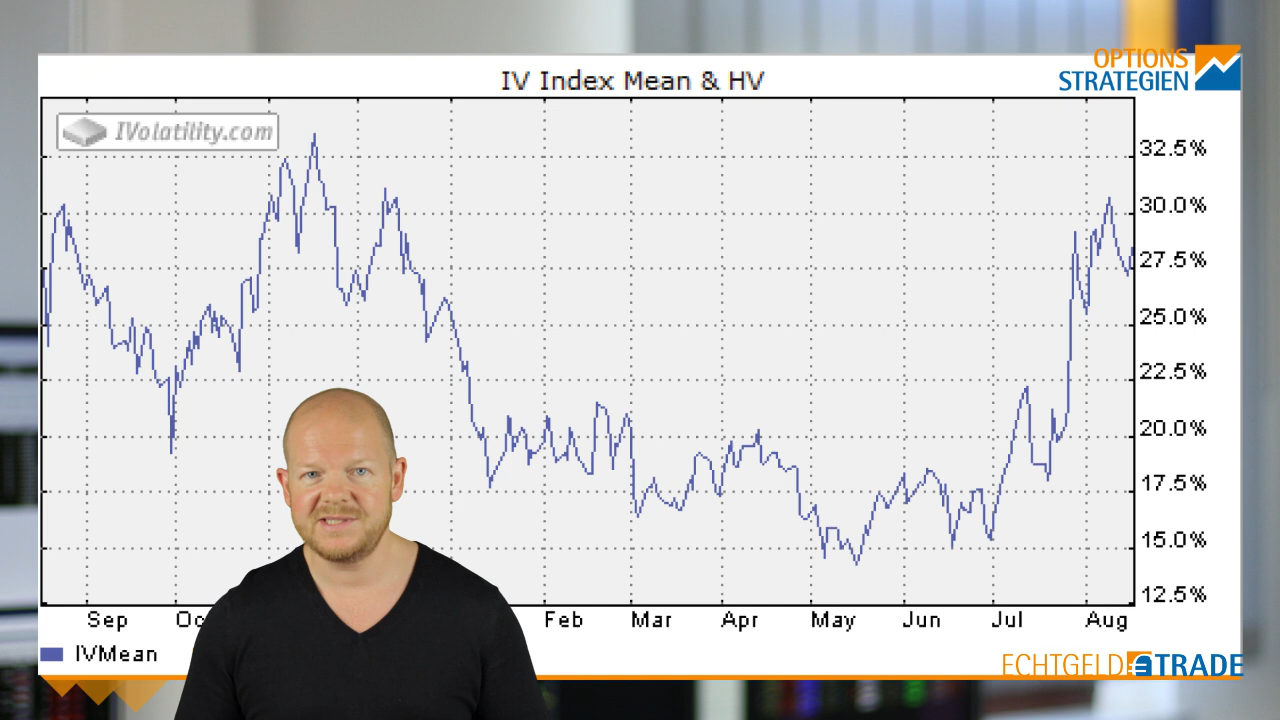 IV Index Mean & HV
OPTIONS
STRATEGIEN
IVolatility.com
32.5%
30.0%
27.5%
25.0%
22.5%
20.0%
17.5%
15.0%
12.5%
Sep Oc Feb Mar Apr May Jun Jul Aug
IVMean
ECHTGELD TRADE